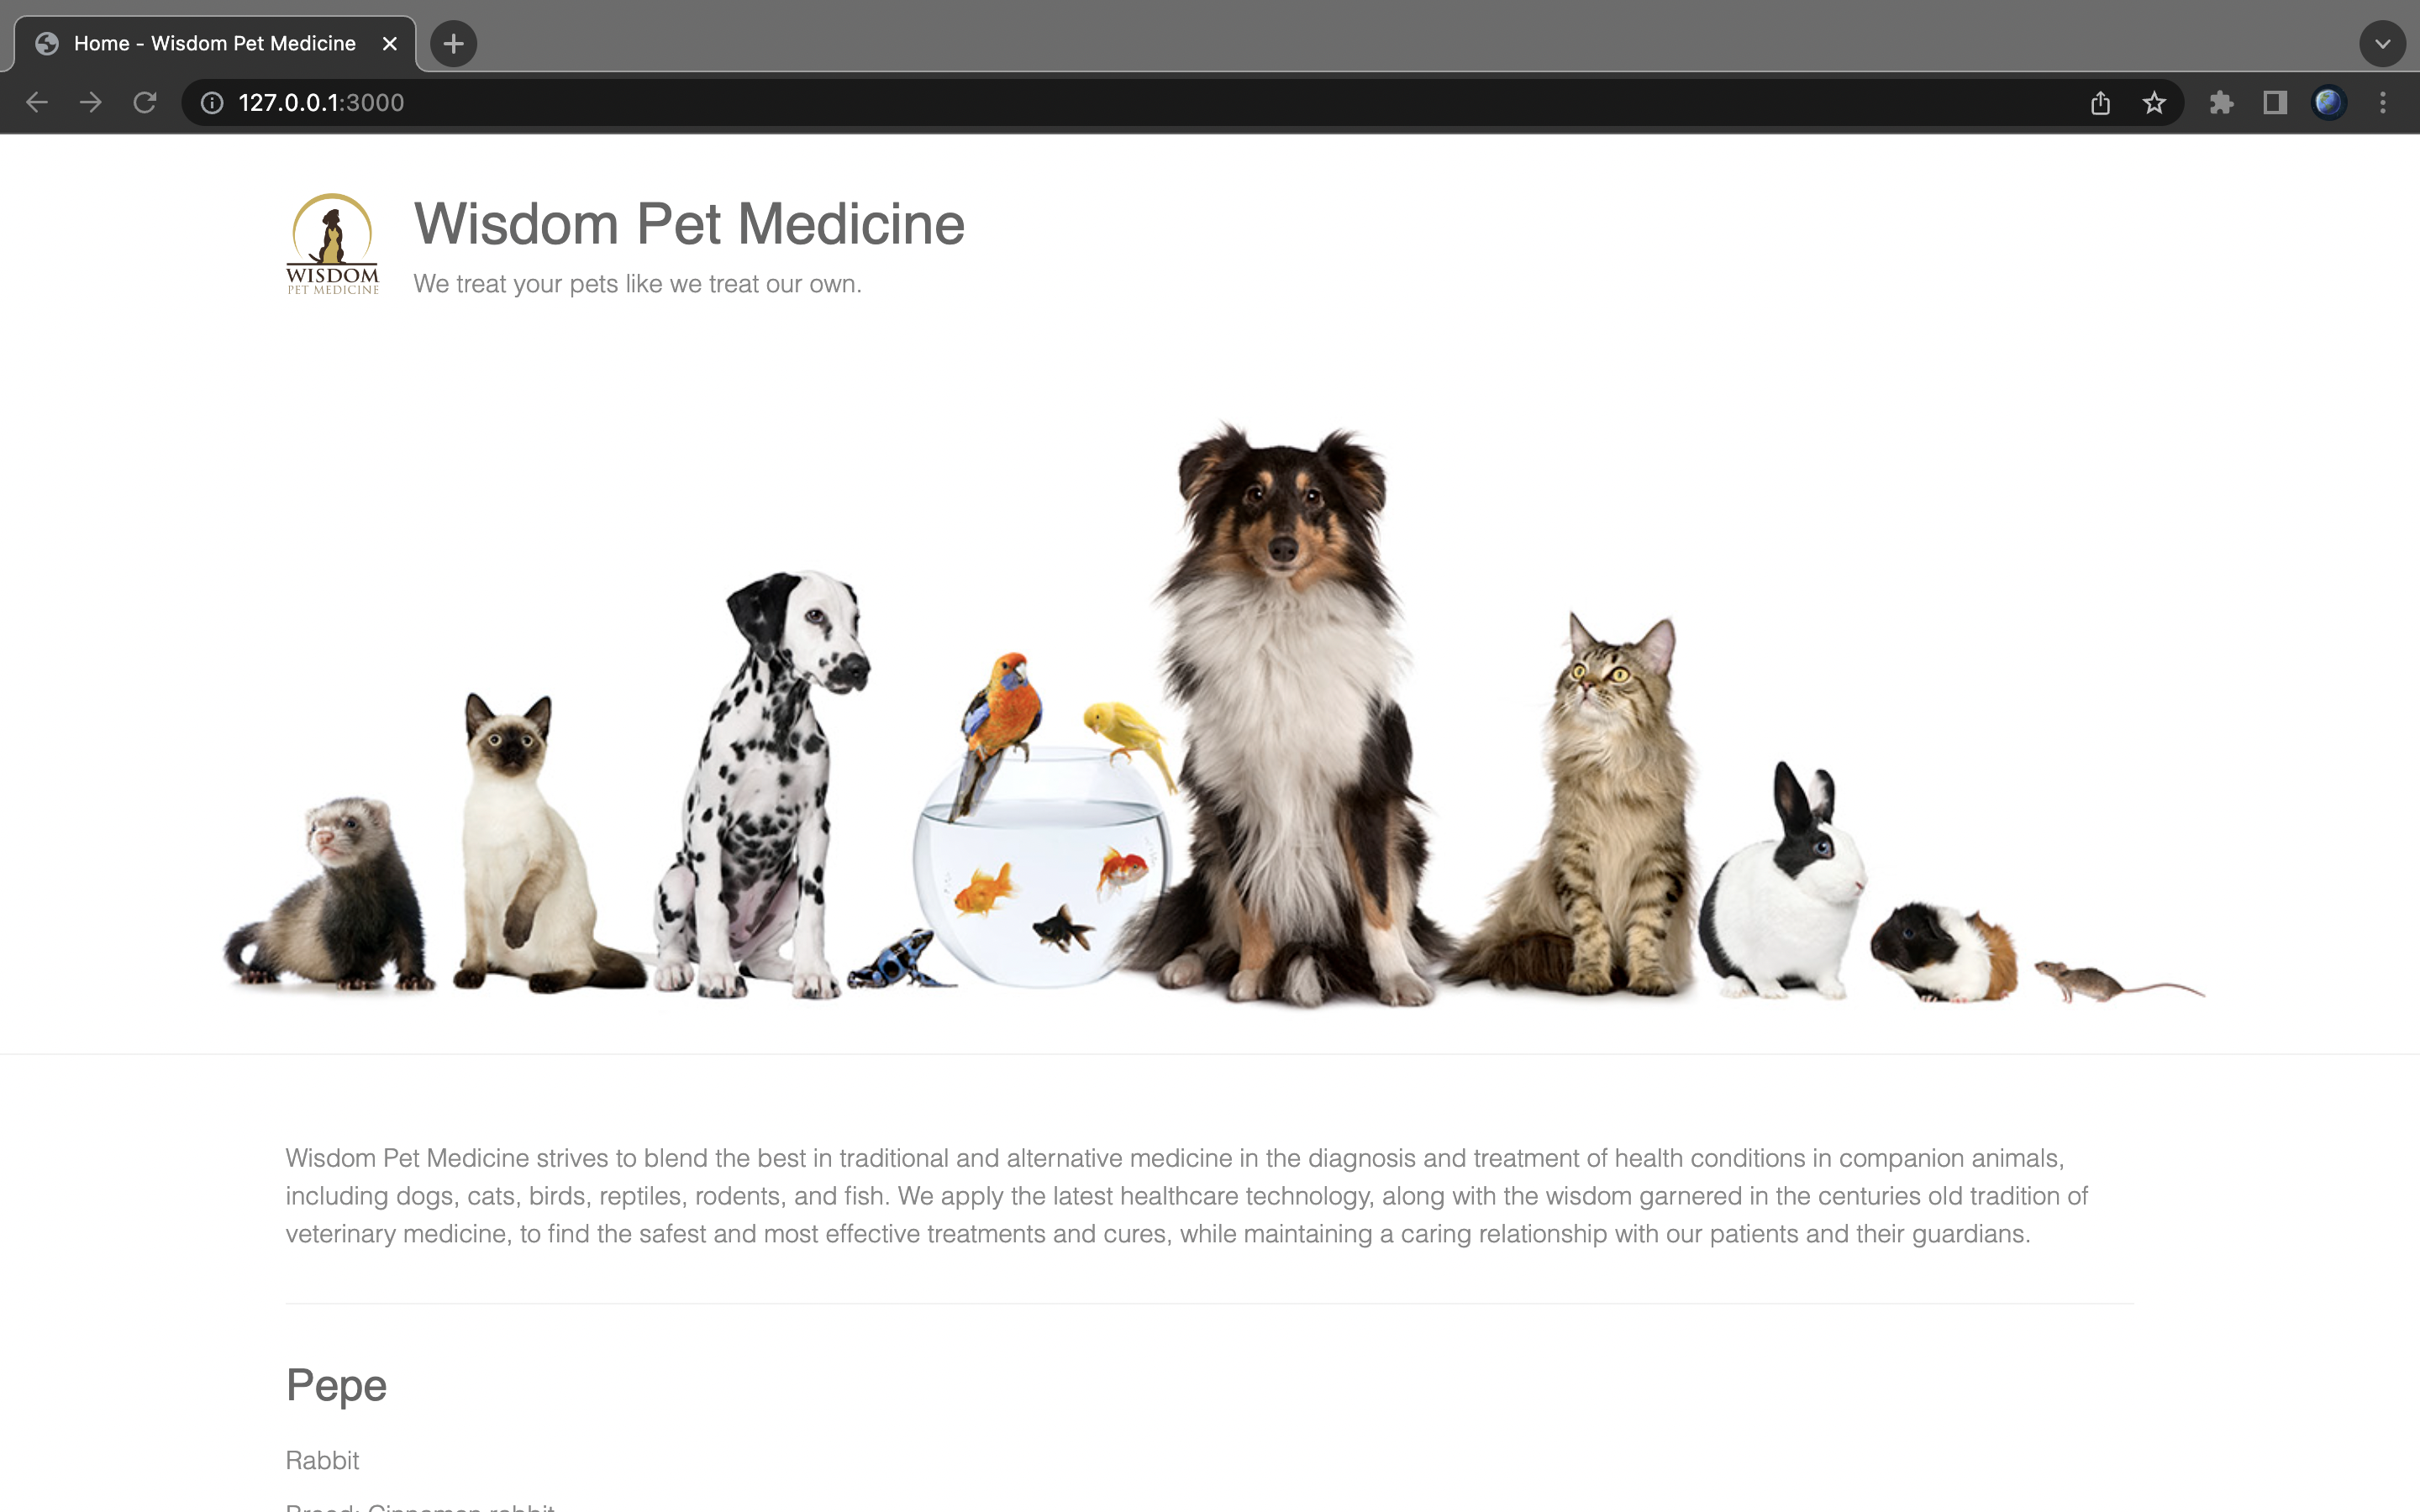 Home - Wisdom Pet Medicine
127.0.0.1:3000
WISDOM
PET MEDICINE
Wisdom Pet Medicine
We treat your pets like we treat our own.
Wisdom Pet Medicine strives to blend the best in traditional and alternative medicine in the diagnosis and treatment of health conditions in companion animals,
including dogs, cats, birds, reptiles, rodents, and fish. We apply the latest healthcare technology, along with the wisdom garnered in the centuries old tradition of
veterinary medicine, to find the safest and most effective treatments and cures, while maintaining a caring relationship with our patients and their guardians.
Pepe
Rabbit
Breed: Cinnamon rabbit